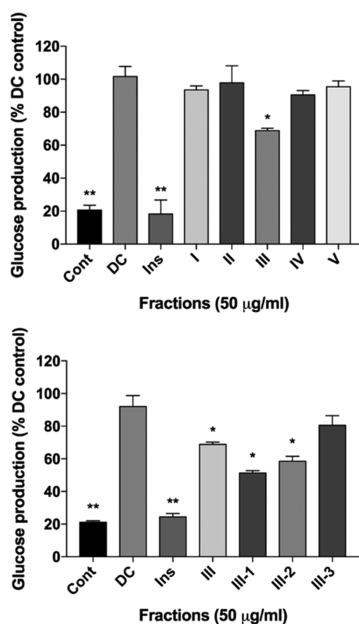 Glucose production (% DC control)
120
100
80
60
40
20
0
**
**
*
Cont
DC
Ins
I
II
III
IV
V
Fractions (50 μg/ml)
Glucose production (% DC control)
120
100
80
60
40
20
0
**
**
*
*
*
Cont
DC
Ins
III
III-1
III-2
III-3
Fractions (50 μg/ml)